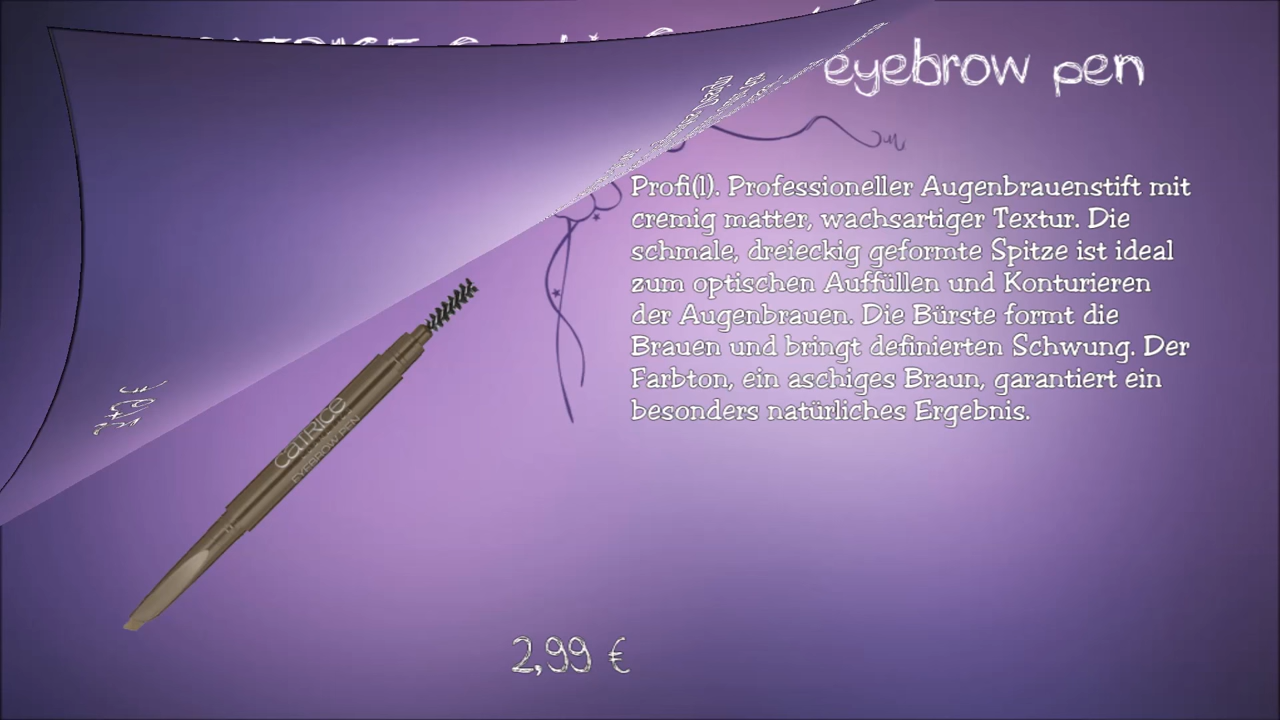 eyebrow pen
Profi(l). Professioneller Augenbrauenstift mit
cremig matter, wachsartiger Textur. Die
schmale, dreieckig geformte Spitze ist ideal
zum optischen Auffüllen und Konturieren
der Augenbrauen. Die Bürste formt die
Brauen und bringt definierten Schwung. Der
Farbton, ein aschiges Braun, garantiert ein
besonders natürliches Ergebnis.
CATRICE
EYEBROW PEN
2,99 €